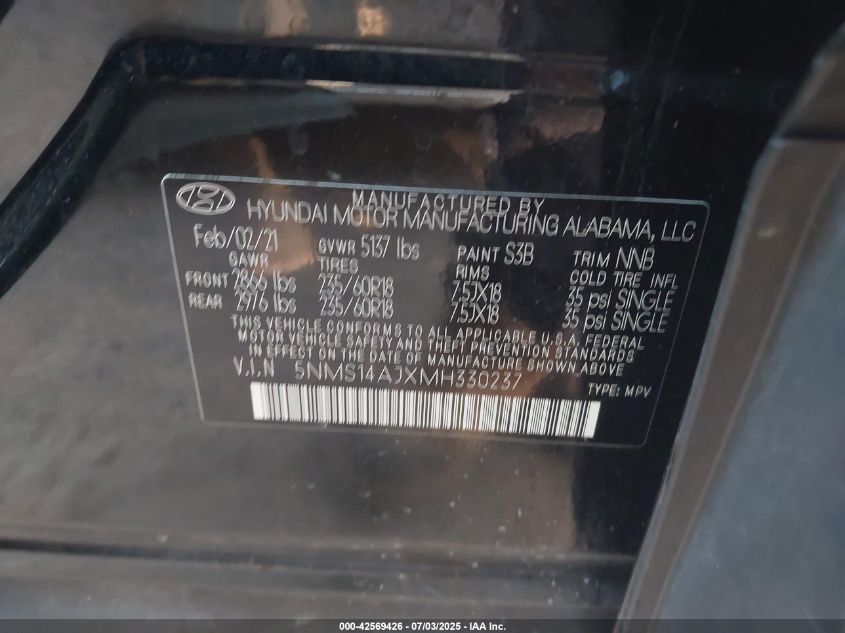 MANUFACTURED BY
HYUNDAI MOTOR MANUFACTURING ALABAMA, LLC
Feb/02/21 GVWR 5137 lbs PAINT S3B TRIM NNB
GAWR TIRES RIMS COLD TIRE INFL
FRONT 2866 lbs 235/60R18 7.5JX18 35 psi SINGLE
REAR 2976 lbs 235/60R18 7.5JX18 35 psi SINGLE
THIS VEHICLE CONFORMS TO ALL APPLICABLE U.S.A. FEDERAL
MOTOR VEHICLE SAFETY AND THEFT PREVENTION STANDARDS
IN EFFECT ON THE DATE OF MANUFACTURE SHOWN ABOVE.
V.I.N 5NMS14AJXMH330237 TYPE: MPV
000-42569426 - 07/03/2025 - IAA Inc.